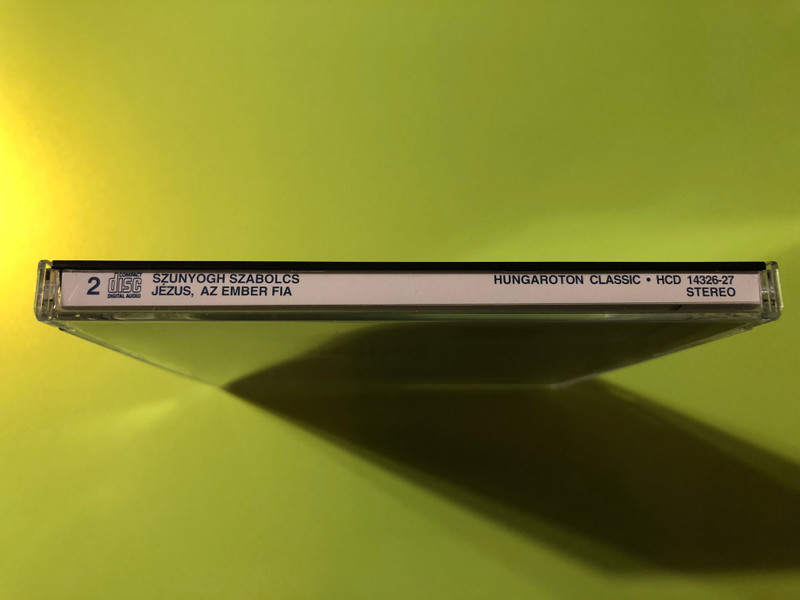 2
COMPACT
disc
DIGITAL AUDIO
SZUNYOGH SZABOLCS
JÉZUS, AZ EMBER FIA
HUNGAROTON CLASSIC • HCD 14326-27
STEREO